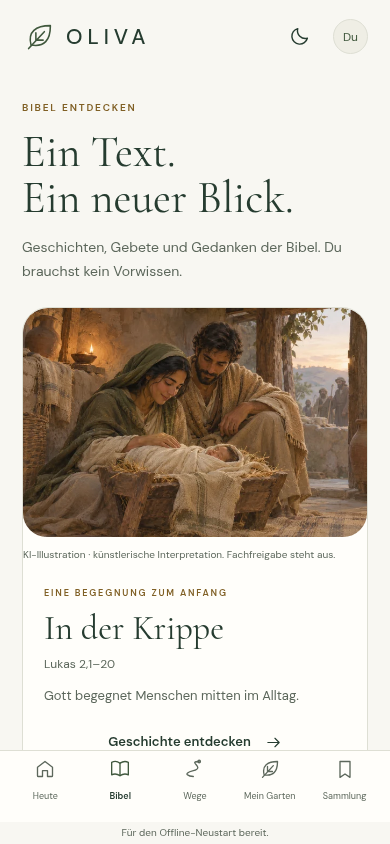 OLIVA
Du
BIBEL ENTDECKEN
Ein Text.
Ein neuer Blick.
Geschichten, Gebete und Gedanken der Bibel. Du
brauchst kein Vorwissen.
KI-Illustration · künstlerische Interpretation. Fachfreigabe steht aus.
EINE BEGEGNUNG ZUM ANFANG
In der Krippe
Lukas 2,1–20
Gott begegnet Menschen mitten im Alltag.
Geschichte entdecken →
Heute
Bibel
Wege
Mein Garten
Sammlung
Für den Offline-Neustart bereit.